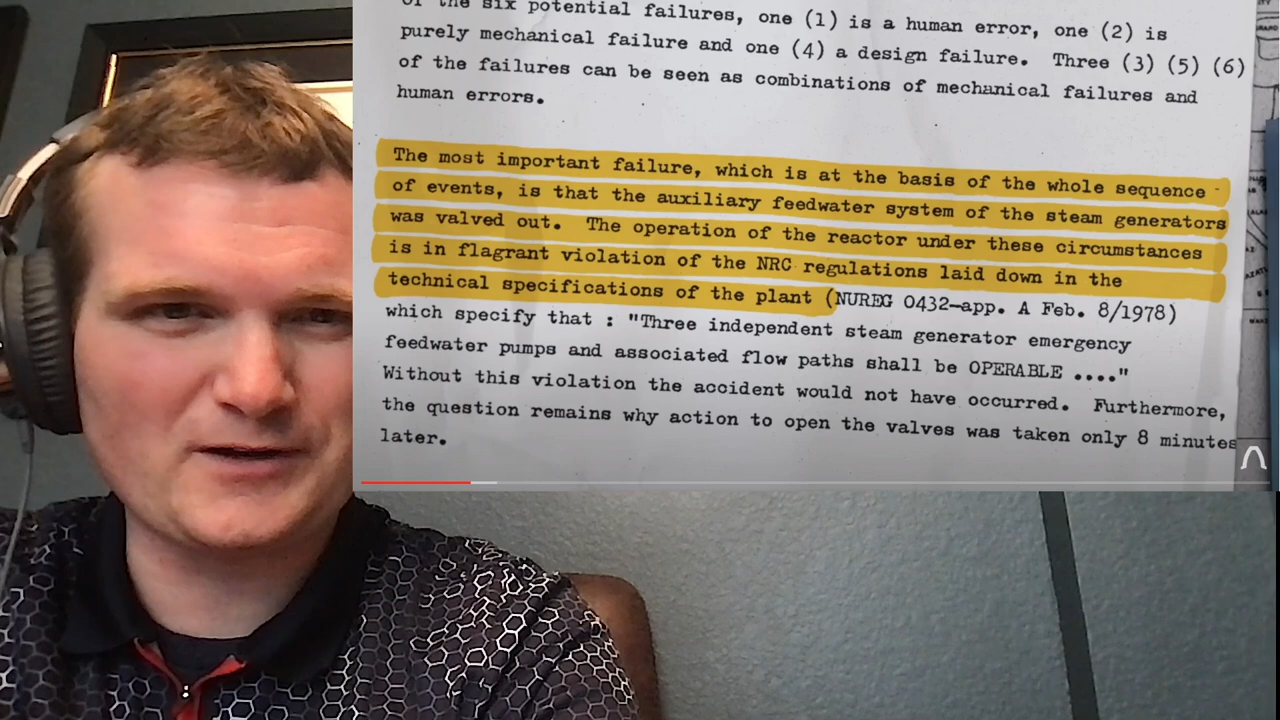 of the six potential failures, one (1) is a human error, one (2) is
purely mechanical failure and one (4) a design failure. Three (3) (5) (6)
of the failures can be seen as combinations of mechanical failures and
human errors.
The most important failure, which is at the basis of the whole sequence
of events, is that the auxiliary feedwater system of the steam generators
was valved out. The operation of the reactor under these circumstances
is in flagrant violation of the NRC regulations laid down in the
technical specifications of the plant (NUREG 0432-app. A Feb. 8/1978)
which specify that : "Three independent steam generator emergency
feedwater pumps and associated flow paths shall be OPERABLE ...."
Without this violation the accident would not have occurred. Furthermore,
the question remains why action to open the valves was taken only 8 minutes
later.